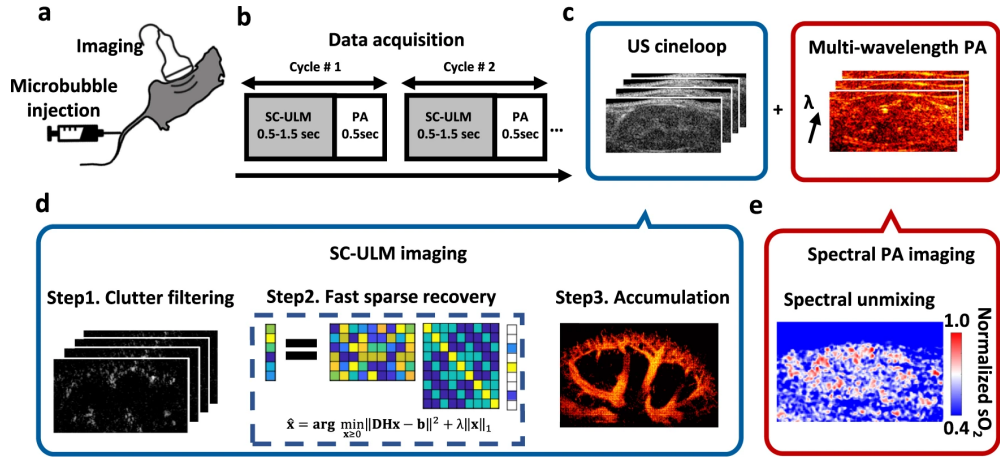 a
Imaging
Microbubble
injection
b
Data acquisition
Cycle # 1
Cycle # 2
SC-ULM
0.5-1.5 sec
PA
0.5sec
SC-ULM
0.5-1.5 sec
PA
0.5sec
...
c
US cineloop
+
Multi-wavelength PA
λ
d
SC-ULM imaging
Step1. Clutter filtering
Step2. Fast sparse recovery
=
x̂ = arg min x≥0 ‖DHx − b‖² + λ‖x‖₁
Step3. Accumulation
e
Spectral PA imaging
Spectral unmixing
1.0
Normalized sO₂
0.4